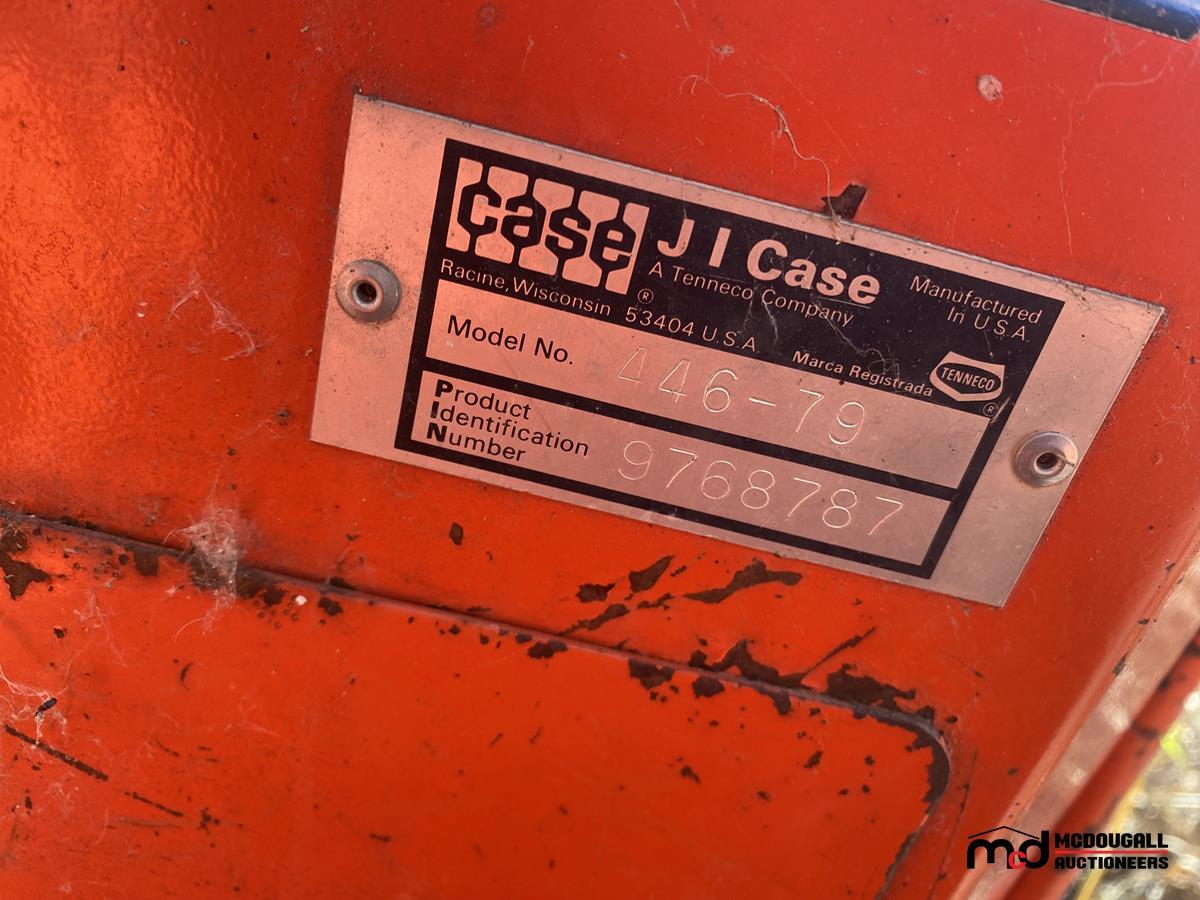 case
J I Case
A Tenneco Company
Manufactured
In U.S.A.
Racine, Wisconsin 53404 U.S.A.
®
Marca Registrada
TENNECO
®
Model No. 446-79
Product
Identification
Number
9768787
mcd MCDOUGALL
AUCTIONEERS